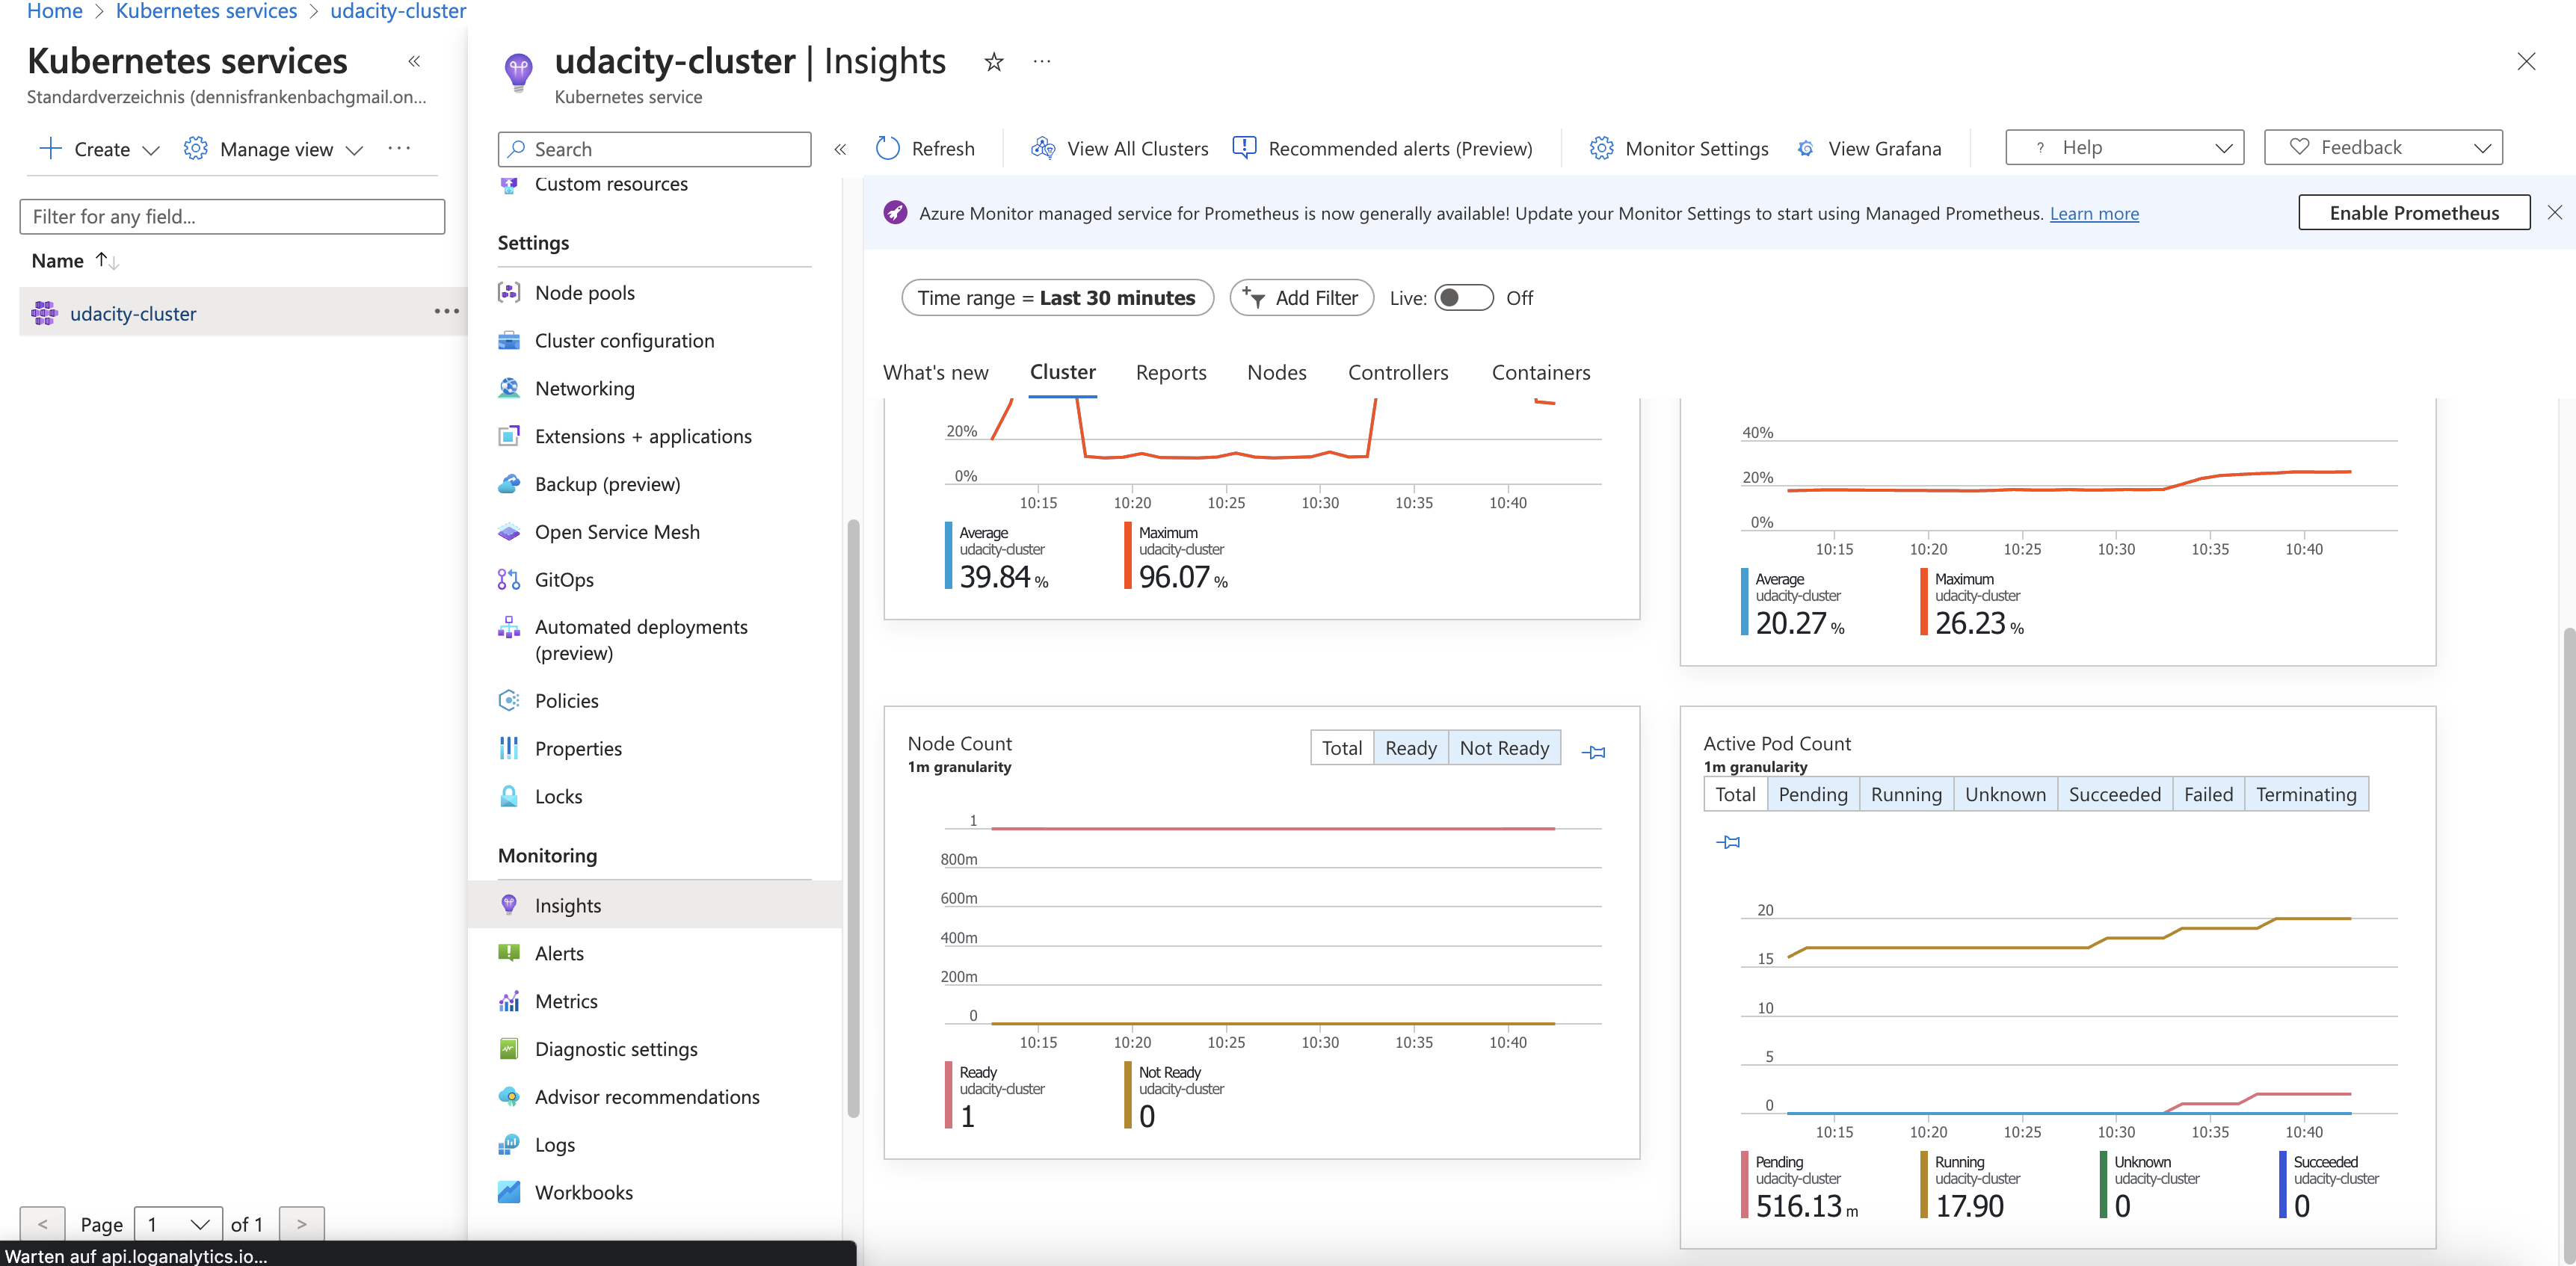 Home > Kubernetes services > udacity-cluster
Kubernetes services «
Standardverzeichnis (dennisfrankenbachgmail.on...
Create Manage view ...
Filter for any field...
Name ↑↓
udacity-cluster ...
< Page 1 of 1 >
Warten auf api.loganalytics.io...
udacity-cluster | Insights ...
Kubernetes service
Search «
Custom resources
Settings
Node pools
Cluster configuration
Networking
Extensions + applications
Backup (preview)
Open Service Mesh
GitOps
Automated deployments
(preview)
Policies
Properties
Locks
Monitoring
Insights
Alerts
Metrics
Diagnostic settings
Advisor recommendations
Logs
Workbooks
Refresh View All Clusters Recommended alerts (Preview) Monitor Settings View Grafana ? Help Feedback
Azure Monitor managed service for Prometheus is now generally available! Update your Monitor Settings to start using Managed Prometheus. Learn more Enable Prometheus
Time range = Last 30 minutes Add Filter Live: Off
What's new Cluster Reports Nodes Controllers Containers
20%
0%
10:15 10:20 10:25 10:30 10:35 10:40
Average
udacity-cluster
39.84 %
Maximum
udacity-cluster
96.07 %
40%
20%
0%
10:15 10:20 10:25 10:30 10:35 10:40
Average
udacity-cluster
20.27 %
Maximum
udacity-cluster
26.23 %
Node Count
1m granularity
Total Ready Not Ready
1
800m
600m
400m
200m
0
10:15 10:20 10:25 10:30 10:35 10:40
Ready
udacity-cluster
1
Not Ready
udacity-cluster
0
Active Pod Count
1m granularity
Total Pending Running Unknown Succeeded Failed Terminating
20
15
10
5
0
10:15 10:20 10:25 10:30 10:35 10:40
Pending
udacity-cluster
516.13 m
Running
udacity-cluster
17.90
Unknown
udacity-cluster
0
Succeeded
udacity-cluster
0